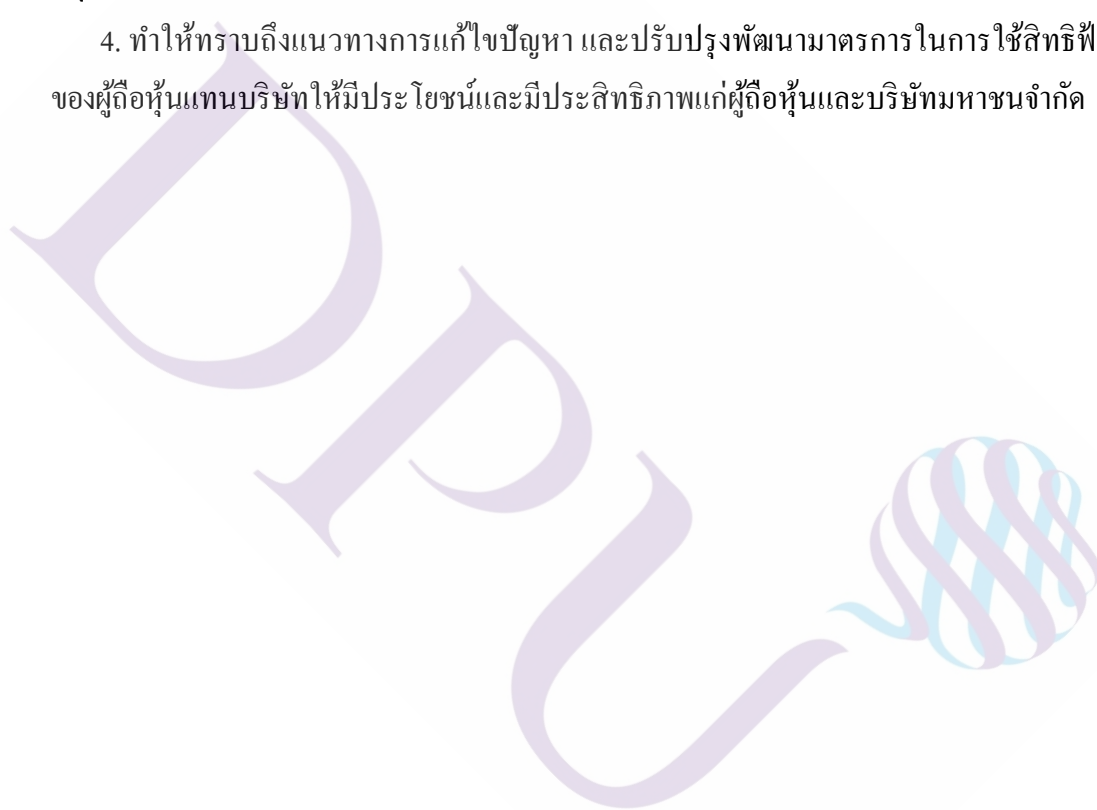 4. ทำให้ทราบถึงแนวทางการแก้ไขปัญหา และปรับปรุงพัฒนามาตรการในการใช้สิทธิฟ้
ของผู้ถือหุ้นแทนบริษัทให้มีประโยชน์และมีประสิทธิภาพแก่ผู้ถือหุ้นและบริษัทมหาชนจำกัด
DPU